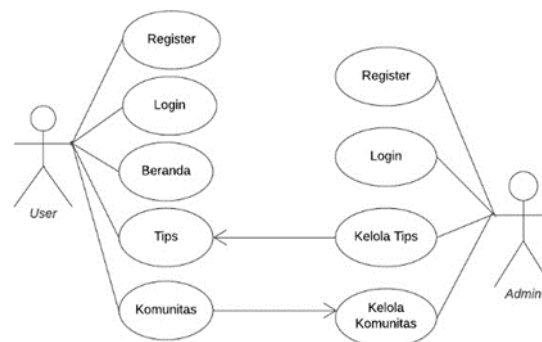 Register
Login
Beranda
Tips
Komunitas
User
Register
Login
Kelola Tips
Kelola
Komunitas
Admin